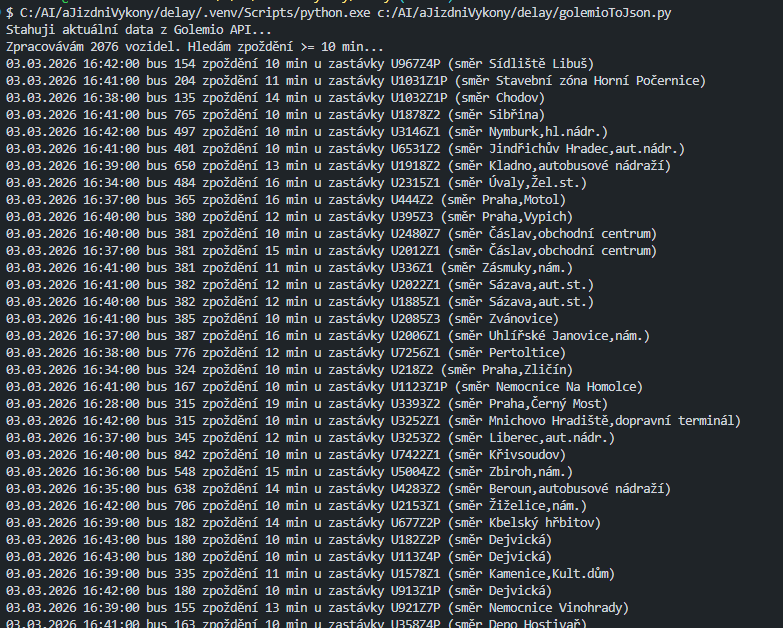 $ C:/AI/aJizdniVykony/delay/.venv/Scripts/python.exe c:/AI/aJizdniVykony/delay/golemioToJson.py
Stahuji aktuální data z Golemio API...
Zpracovávám 2076 vozidel. Hledám zpoždění >= 10 min...
03.03.2026 16:42:00 bus 154 zpoždění 10 min u zastávky U967Z4P (směr Sídliště Libuš)
03.03.2026 16:41:00 bus 204 zpoždění 11 min u zastávky U1031Z1P (směr Stavební zóna Horní Počernice)
03.03.2026 16:38:00 bus 135 zpoždění 14 min u zastávky U1032Z1P (směr Chodov)
03.03.2026 16:41:00 bus 765 zpoždění 10 min u zastávky U1878Z2 (směr Sibřina)
03.03.2026 16:42:00 bus 497 zpoždění 10 min u zastávky U3146Z1 (směr Nymburk,hl.nádr.)
03.03.2026 16:41:00 bus 401 zpoždění 10 min u zastávky U6531Z2 (směr Jindřichův Hradec,aut.nádr.)
03.03.2026 16:39:00 bus 650 zpoždění 13 min u zastávky U1918Z2 (směr Kladno,autobusové nádraží)
03.03.2026 16:34:00 bus 484 zpoždění 16 min u zastávky U2315Z1 (směr Úvaly,Žel.st.)
03.03.2026 16:37:00 bus 365 zpoždění 16 min u zastávky U444Z2 (směr Praha,Motol)
03.03.2026 16:40:00 bus 380 zpoždění 12 min u zastávky U395Z3 (směr Praha,Vypich)
03.03.2026 16:40:00 bus 381 zpoždění 10 min u zastávky U2480Z7 (směr Čáslav,obchodní centrum)
03.03.2026 16:37:00 bus 381 zpoždění 15 min u zastávky U2012Z1 (směr Čáslav,obchodní centrum)
03.03.2026 16:41:00 bus 381 zpoždění 11 min u zastávky U336Z1 (směr Zásmuky,nám.)
03.03.2026 16:41:00 bus 382 zpoždění 12 min u zastávky U2022Z1 (směr Sázava,aut.st.)
03.03.2026 16:40:00 bus 382 zpoždění 12 min u zastávky U1885Z1 (směr Sázava,aut.st.)
03.03.2026 16:41:00 bus 385 zpoždění 10 min u zastávky U2085Z3 (směr Zvánovice)
03.03.2026 16:37:00 bus 387 zpoždění 16 min u zastávky U2006Z1 (směr Uhlířské Janovice,nám.)
03.03.2026 16:38:00 bus 776 zpoždění 12 min u zastávky U7256Z1 (směr Pertoltice)
03.03.2026 16:34:00 bus 324 zpoždění 10 min u zastávky U218Z2 (směr Praha,Zličín)
03.03.2026 16:41:00 bus 167 zpoždění 10 min u zastávky U1123Z1P (směr Nemocnice Na Homolce)
03.03.2026 16:28:00 bus 315 zpoždění 19 min u zastávky U3393Z2 (směr Praha,Černý Most)
03.03.2026 16:42:00 bus 315 zpoždění 10 min u zastávky U3252Z1 (směr Mnichovo Hradiště,dopravní terminál)
03.03.2026 16:37:00 bus 345 zpoždění 12 min u zastávky U3253Z2 (směr Liberec,aut.nádr.)
03.03.2026 16:40:00 bus 842 zpoždění 10 min u zastávky U7422Z1 (směr Křivsoudov)
03.03.2026 16:36:00 bus 548 zpoždění 15 min u zastávky U5004Z2 (směr Zbiroh,nám.)
03.03.2026 16:35:00 bus 638 zpoždění 14 min u zastávky U4283Z2 (směr Beroun,autobusové nádraží)
03.03.2026 16:42:00 bus 706 zpoždění 10 min u zastávky U2153Z1 (směr Žiželice,nám.)
03.03.2026 16:39:00 bus 182 zpoždění 14 min u zastávky U677Z2P (směr Kbelský hřbitov)
03.03.2026 16:43:00 bus 180 zpoždění 10 min u zastávky U182Z2P (směr Dejvická)
03.03.2026 16:43:00 bus 180 zpoždění 10 min u zastávky U113Z4P (směr Dejvická)
03.03.2026 16:39:00 bus 335 zpoždění 11 min u zastávky U1578Z1 (směr Kamenice,Kult.dům)
03.03.2026 16:42:00 bus 180 zpoždění 10 min u zastávky U913Z1P (směr Dejvická)
03.03.2026 16:39:00 bus 155 zpoždění 13 min u zastávky U921Z7P (směr Nemocnice Vinohrady)
03.03.2026 16:41:00 bus 163 zpoždění 10 min u zastávky U358Z4P (směr Depo Hostivař)